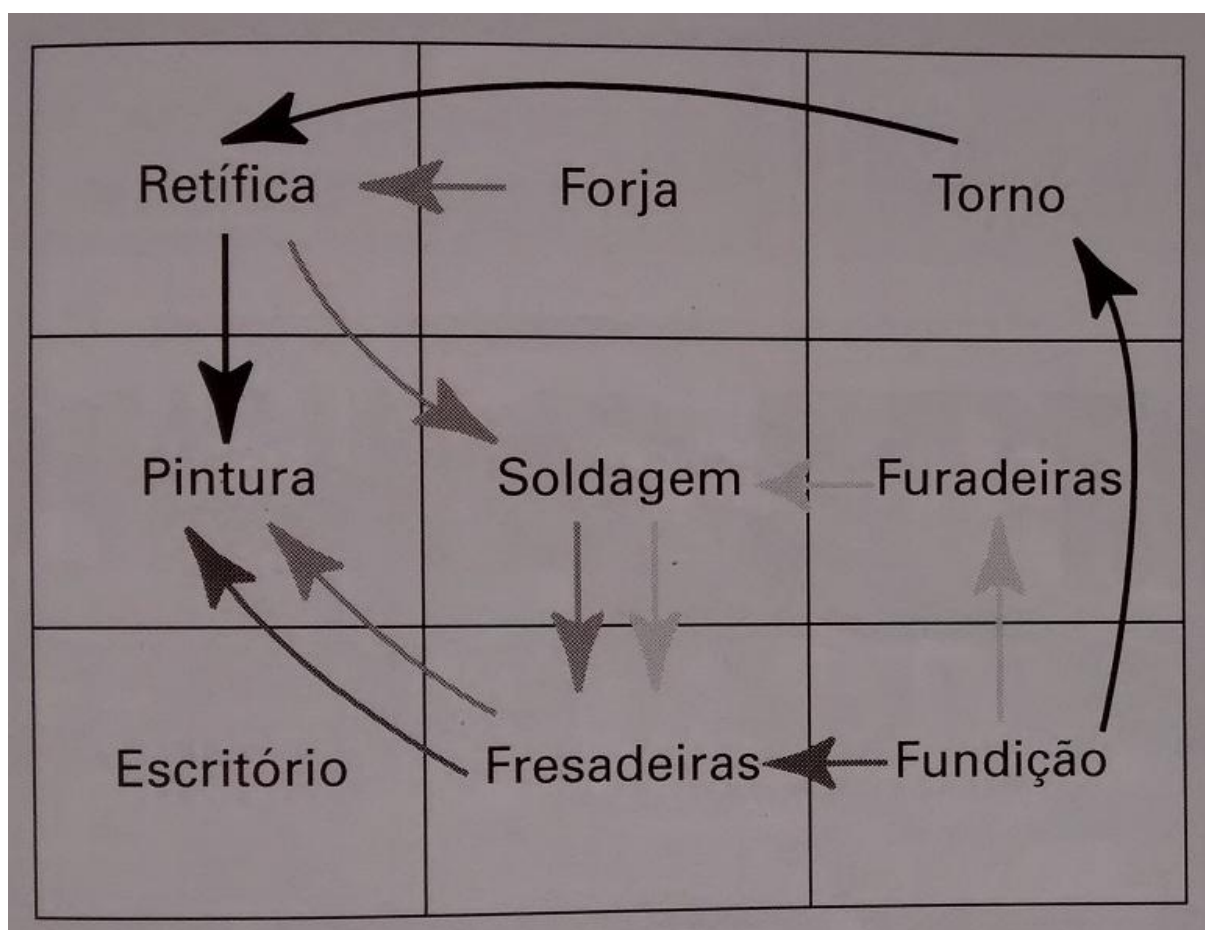 Retífica Forja Torno
Pintura Soldagem Furadeiras
Escritório Fresadeiras Fundição